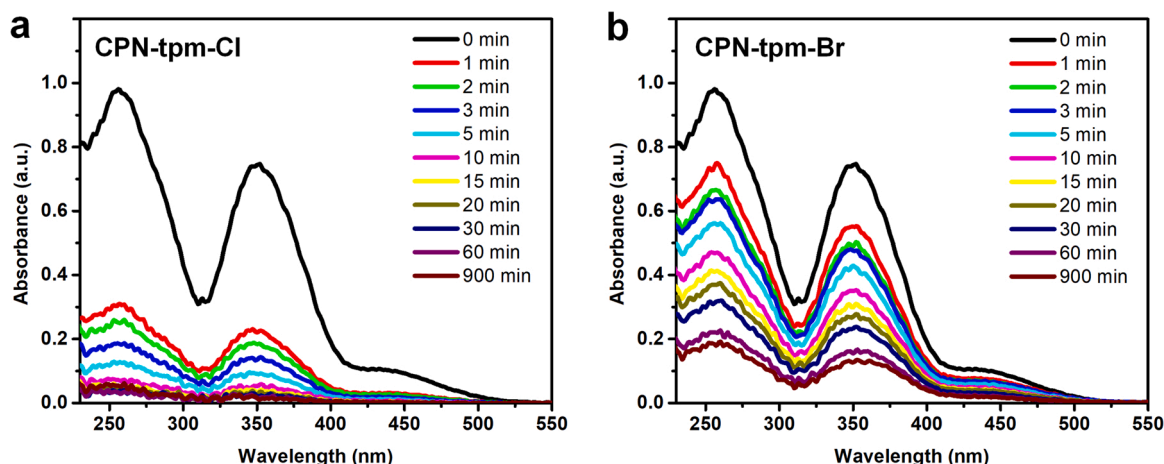 a
CPN-tpm-Cl
0 min
1 min
2 min
3 min
5 min
10 min
15 min
20 min
30 min
60 min
900 min
1.0
0.8
0.6
0.4
0.2
0.0
Absorbance (a.u.)
250 300 350 400 450 500 550
Wavelength (nm)
b
CPN-tpm-Br
0 min
1 min
2 min
3 min
5 min
10 min
15 min
20 min
30 min
60 min
900 min
1.0
0.8
0.6
0.4
0.2
0.0
Absorbance (a.u.)
250 300 350 400 450 500 550
Wavelength (nm)